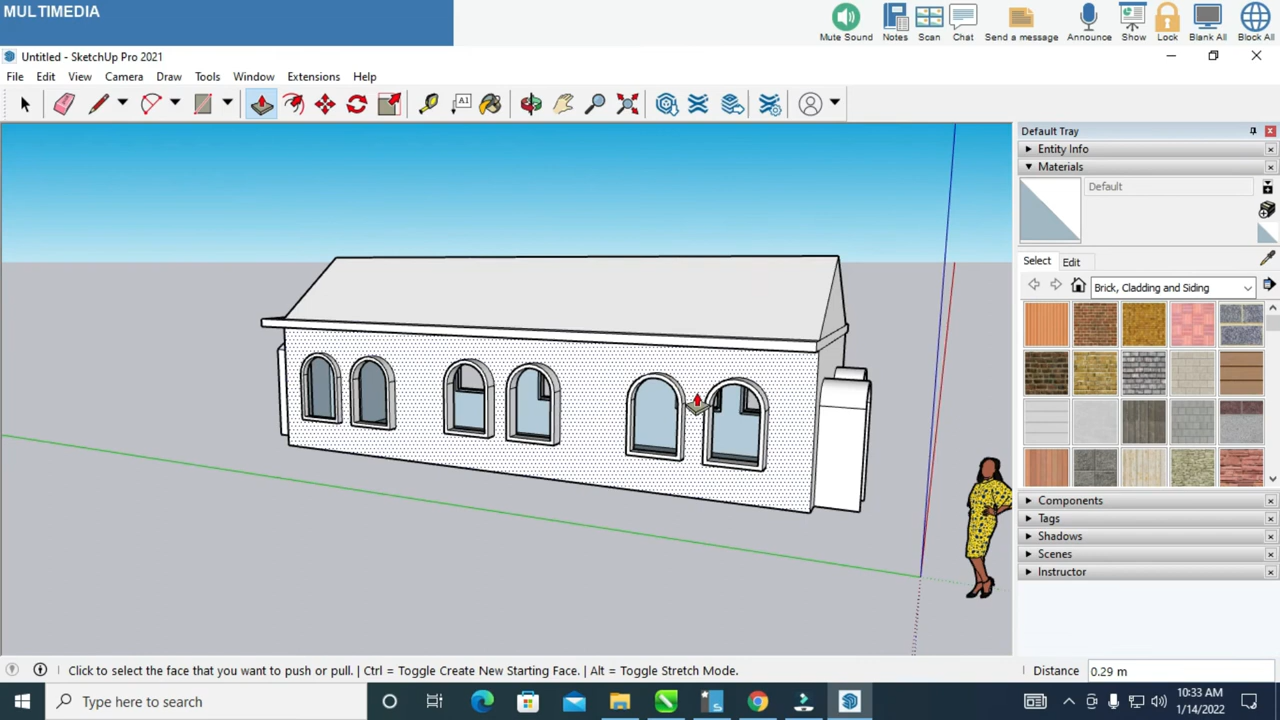 MULTIMEDIA
Mute Sound Notes Scan Chat Send a message Announce Show Lock Blank All Block All
Untitled - SketchUp Pro 2021
File Edit View Camera Draw Tools Window Extensions Help
A1
Default Tray
Entity Info
Materials
Default
Select Edit
Brick, Cladding and Siding
Components
Tags
Shadows
Scenes
Instructor
Click to select the face that you want to push or pull. | Ctrl = Toggle Create New Starting Face. | Alt = Toggle Stretch Mode.
Distance 0.29 m
Type here to search
10:33 AM
1/14/2022